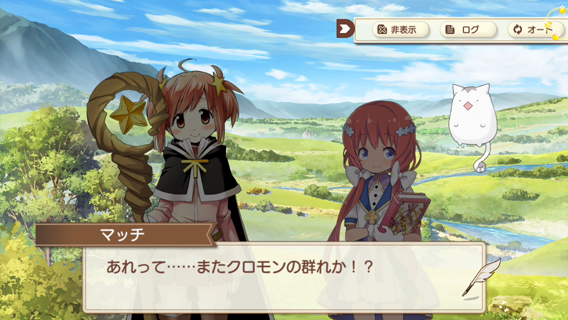 非表示
ログ
オート
マッチ
あれって……またクロモンの群れか！？